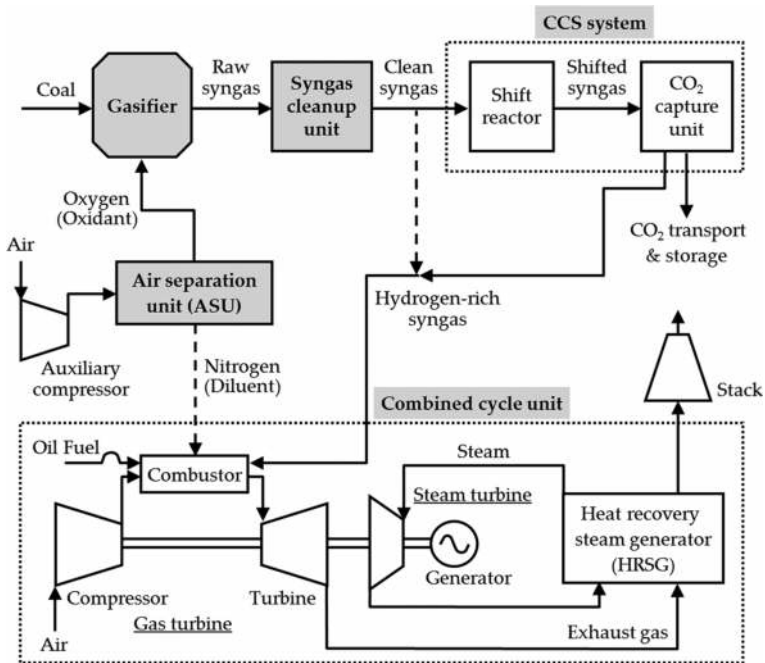 CCS system
Coal
Gasifier
Raw
syngas
Syngas
cleanup
unit
Clean
syngas
Shift
reactor
Shifted
syngas
CO₂
capture
unit
Oxygen
(Oxidant)
CO₂ transport
& storage
Air
Air separation
unit (ASU)
Hydrogen-rich
syngas
Auxiliary
compressor
Nitrogen
(Diluent)
Stack
Combined cycle unit
Oil Fuel
Combustor
Steam
Steam turbine
Heat recovery
steam generator
(HRSG)
Generator
Compressor
Turbine
Gas turbine
Air
Exhaust gas